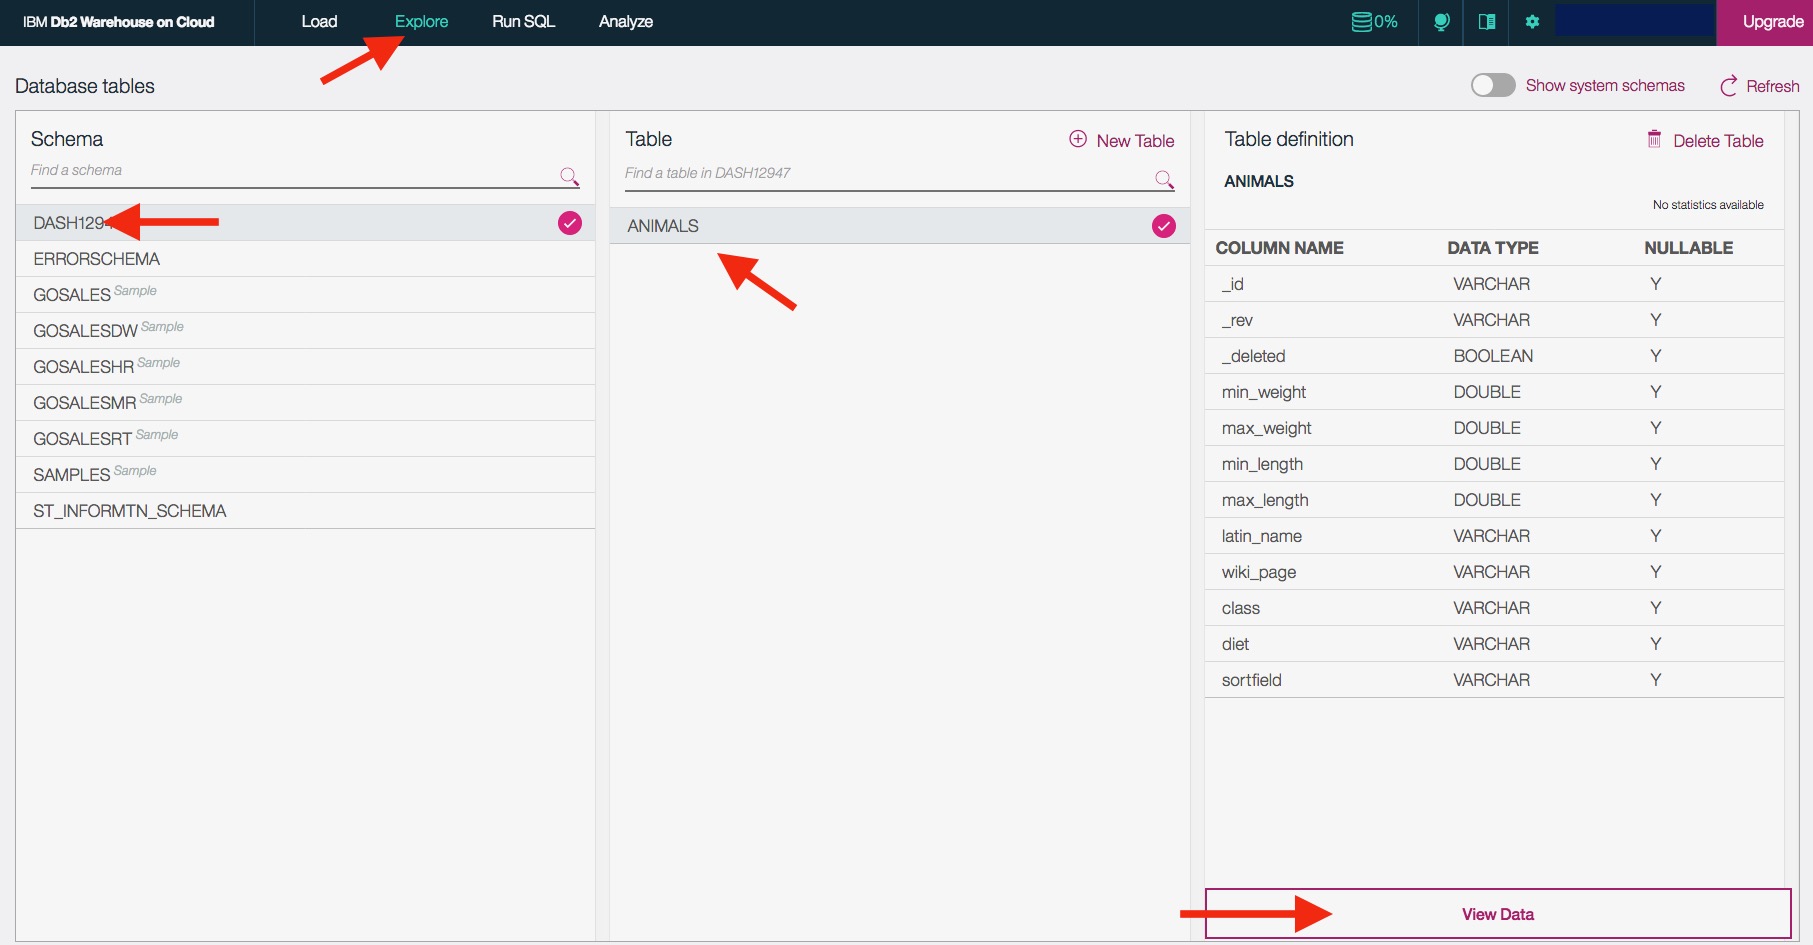 IBM Db2 Warehouse on Cloud Load Explore Run SQL Analyze 0% Upgrade
Database tables Show system schemas Refresh
Schema
Find a schema
DASH1294
ERRORSCHEMA
GOSALES Sample
GOSALESDW Sample
GOSALESHR Sample
GOSALESMR Sample
GOSALESRT Sample
SAMPLES Sample
ST_INFORMTN_SCHEMA
Table New Table
Find a table in DASH12947
ANIMALS
Table definition Delete Table
ANIMALS
No statistics available
COLUMN NAME DATA TYPE NULLABLE
_id VARCHAR Y
_rev VARCHAR Y
_deleted BOOLEAN Y
min_weight DOUBLE Y
max_weight DOUBLE Y
min_length DOUBLE Y
max_length DOUBLE Y
latin_name VARCHAR Y
wiki_page VARCHAR Y
class VARCHAR Y
diet VARCHAR Y
sortfield VARCHAR Y
View Data